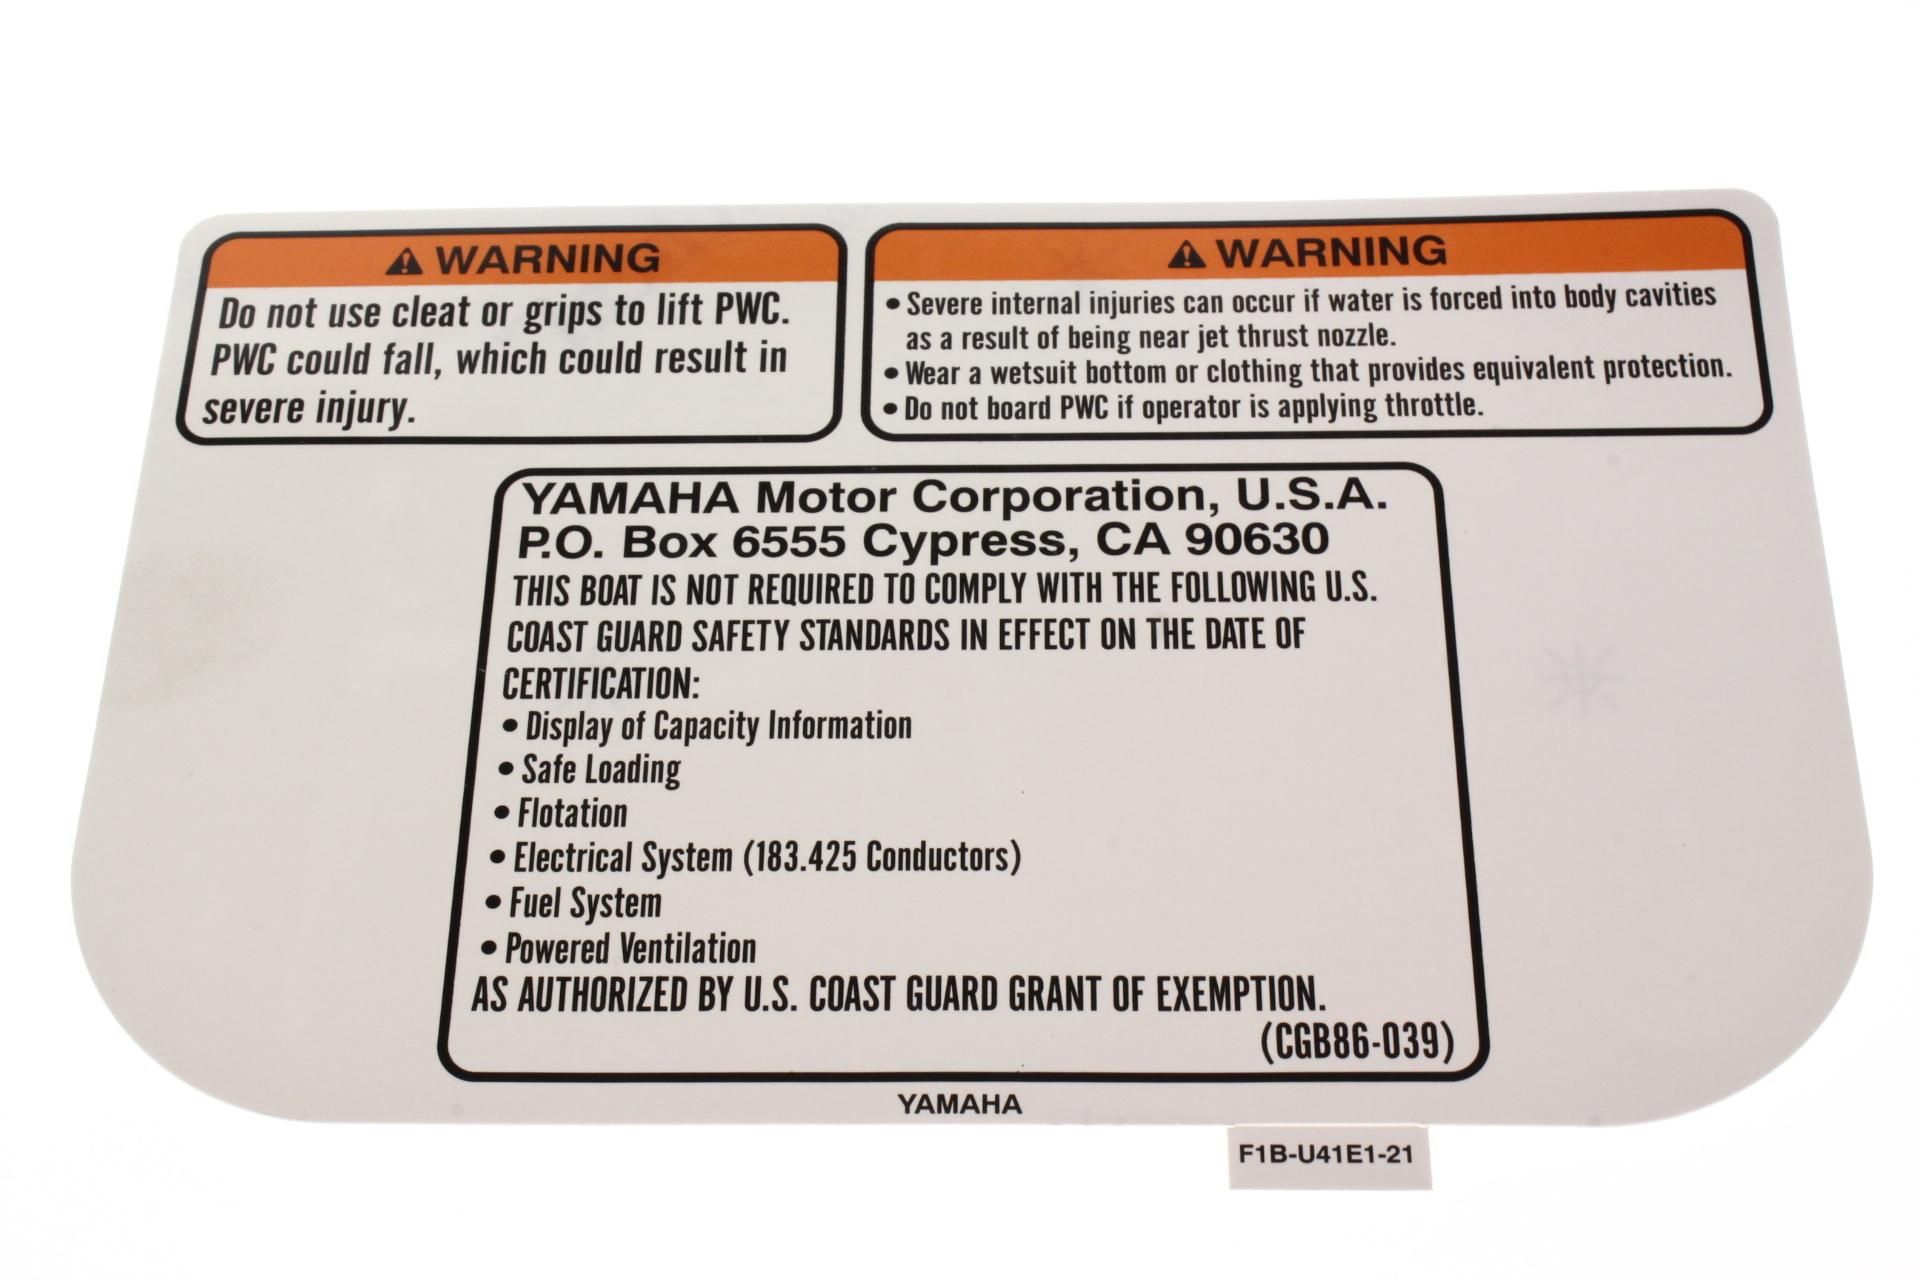 WARNING
Do not use cleat or grips to lift PWC.
PWC could fall, which could result in
severe injury.
WARNING
• Severe internal injuries can occur if water is forced into body cavities
as a result of being near jet thrust nozzle.
• Wear a wetsuit bottom or clothing that provides equivalent protection.
• Do not board PWC if operator is applying throttle.
YAMAHA Motor Corporation, U.S.A.
P.O. Box 6555 Cypress, CA 90630
THIS BOAT IS NOT REQUIRED TO COMPLY WITH THE FOLLOWING U.S.
COAST GUARD SAFETY STANDARDS IN EFFECT ON THE DATE OF
CERTIFICATION:
• Display of Capacity Information
• Safe Loading
• Flotation
• Electrical System (183.425 Conductors)
• Fuel System
• Powered Ventilation
AS AUTHORIZED BY U.S. COAST GUARD GRANT OF EXEMPTION.
(CGB86-039)
YAMAHA
F1B-U41E1-21